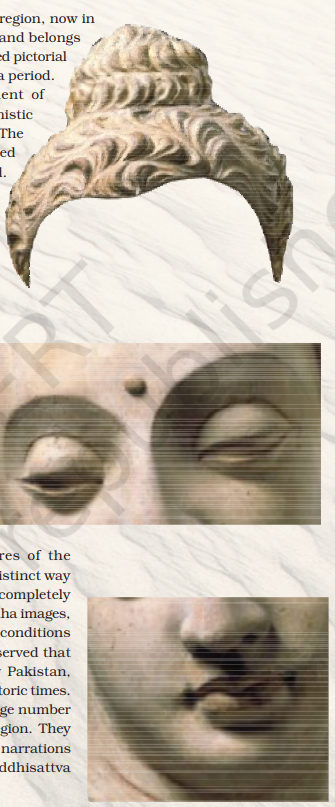 region, now in
and belongs
ed pictorial
a period.
ent of
nistic
The
ed
l.
res of the
istinct way
completely
ha images,
conditions
served that
Pakistan,
toric times.
ge number
gion. They
narrations
ddhisattva
republishe